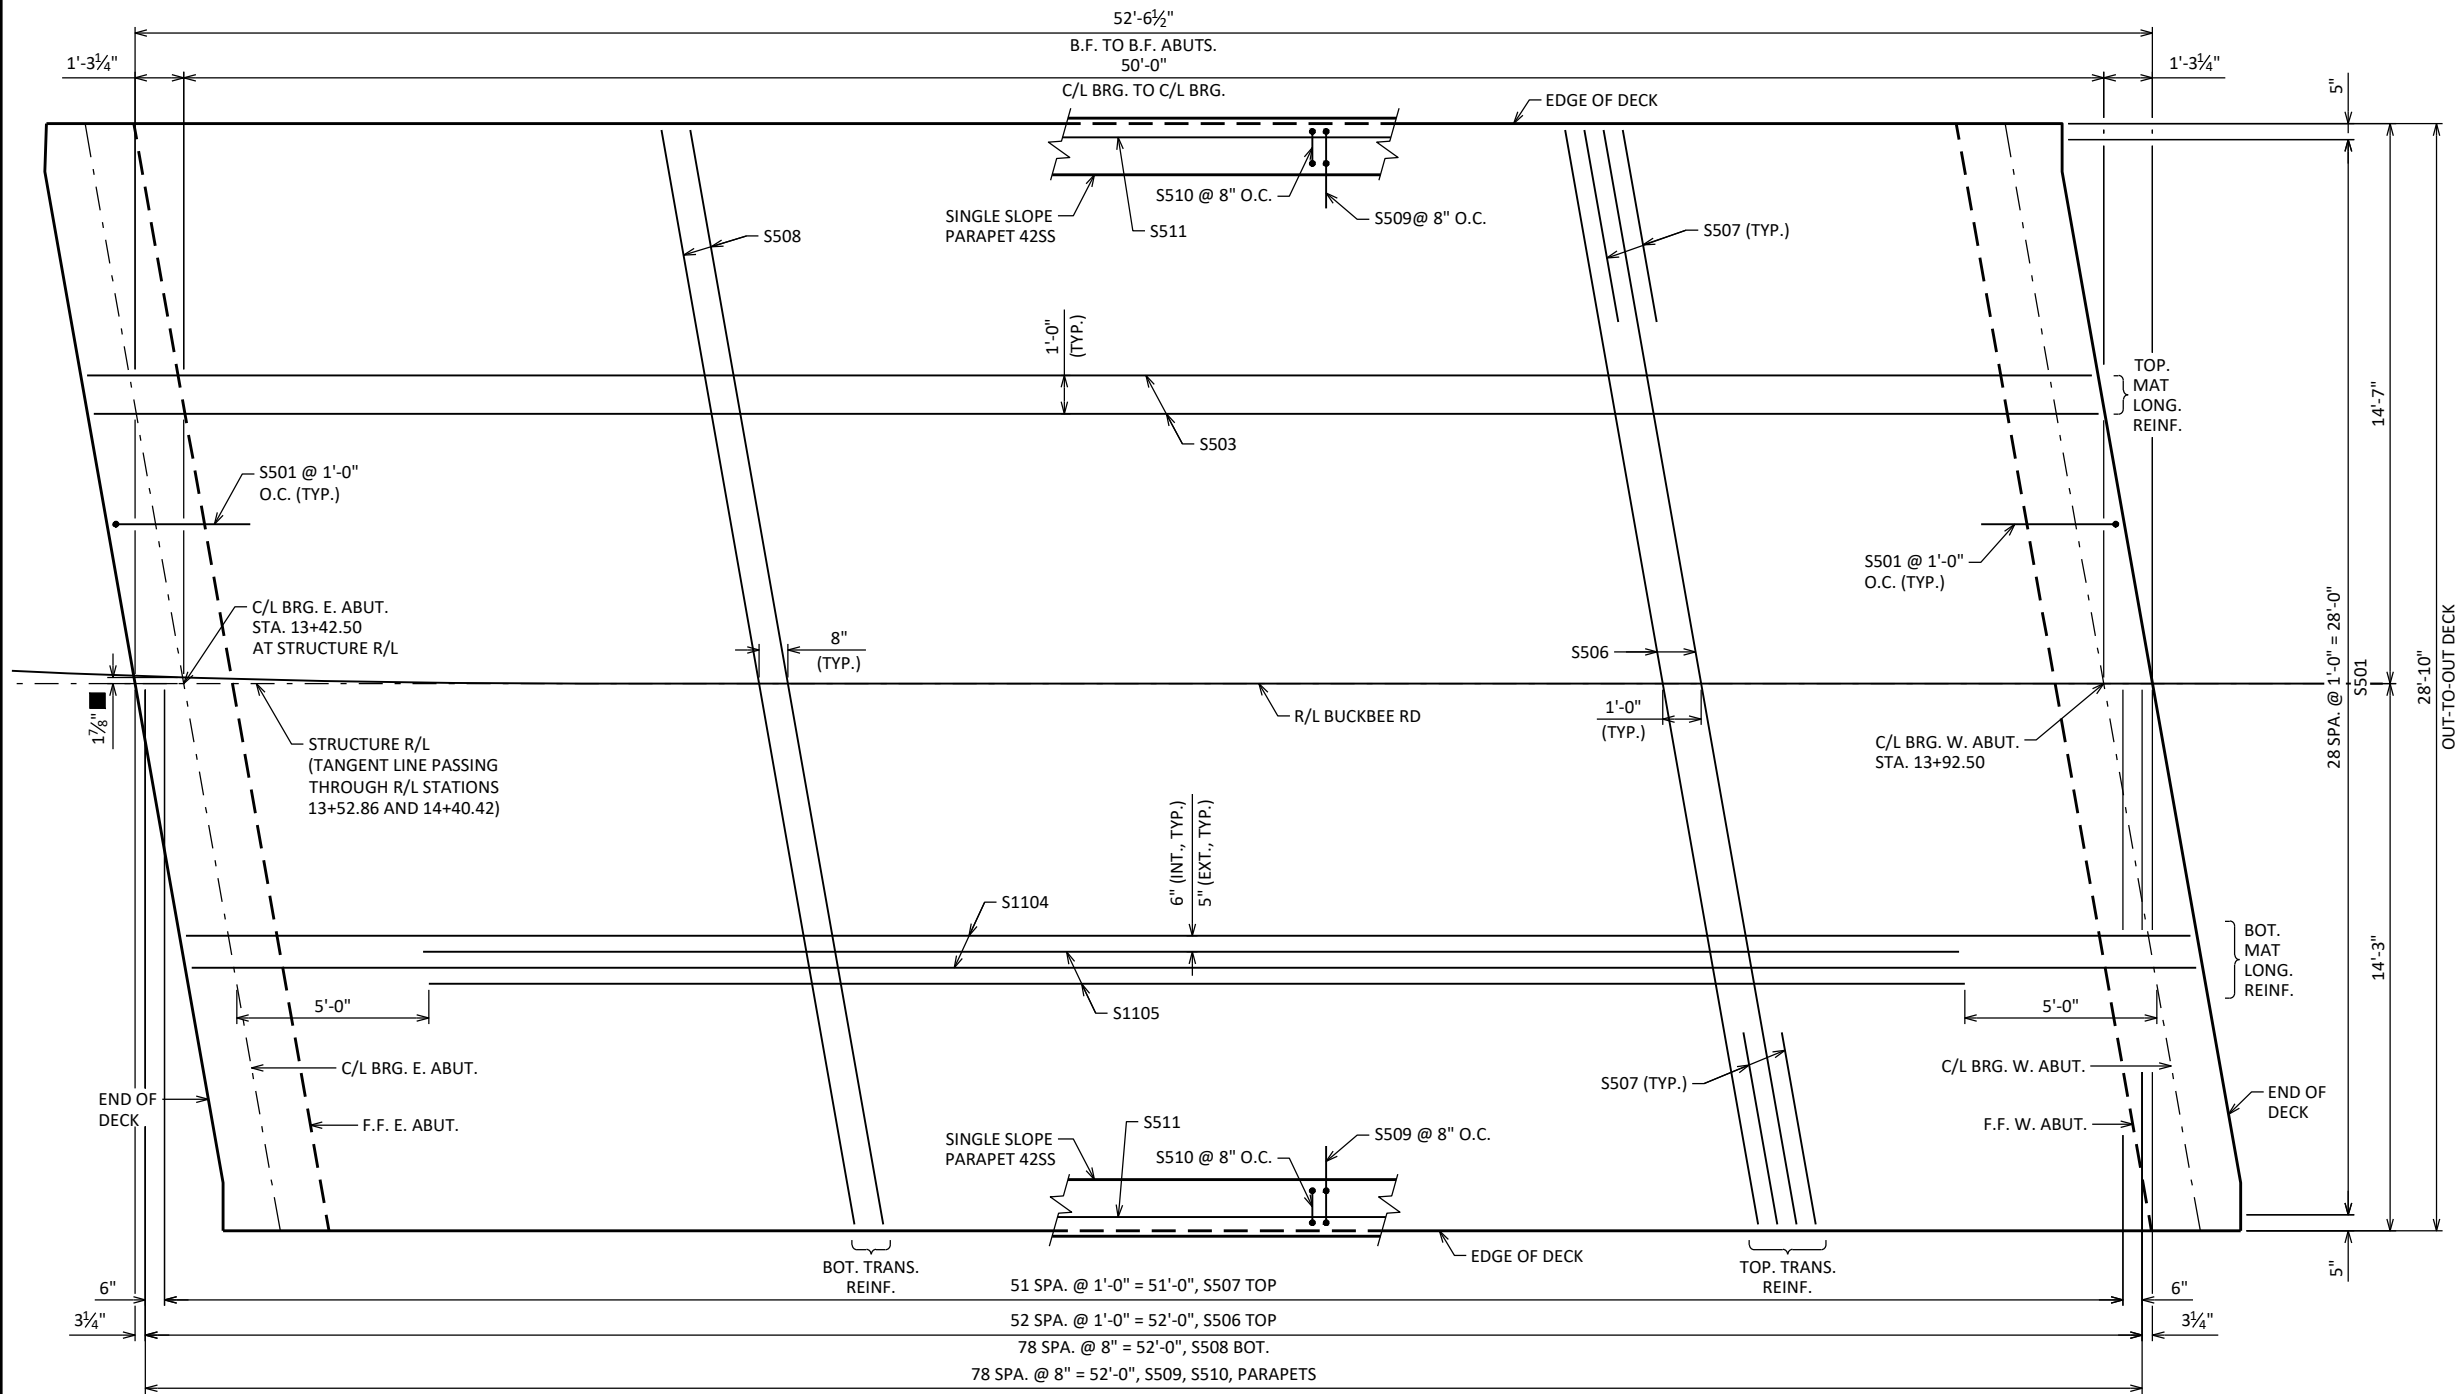 52'-6½"
B.F. TO B.F. ABUTS.
1'-3¼"
50'-0"
1'-3¼"
C/L BRG. TO C/L BRG.
EDGE OF DECK
5"
S510 @ 8" O.C.
SINGLE SLOPE
PARAPET 42SS
S511
S509@ 8" O.C.
S508
S507 (TYP.)
1'-0"
(TYP.)
TOP.
MAT
LONG.
REINF.
14'-7"
S503
S501 @ 1'-0"
O.C. (TYP.)
S501 @ 1'-0"
O.C. (TYP.)
C/L BRG. E. ABUT.
STA. 13+42.50
AT STRUCTURE R/L
8"
(TYP.)
S506
28 SPA. @ 1'-0" = 28'-0"
S501
28'-10"
OUT-TO-OUT DECK
1⅞"
STRUCTURE R/L
(TANGENT LINE PASSING
THROUGH R/L STATIONS
13+52.86 AND 14+40.42)
R/L BUCKBEE RD
1'-0"
(TYP.)
C/L BRG. W. ABUT.
STA. 13+92.50
6" (INT., TYP.)
5" (EXT., TYP.)
S1104
BOT.
MAT
LONG.
REINF.
14'-3"
5'-0"
S1105
5'-0"
C/L BRG. E. ABUT.
C/L BRG. W. ABUT.
S507 (TYP.)
END OF
DECK
F.F. E. ABUT.
END OF
DECK
F.F. W. ABUT.
S511
SINGLE SLOPE
PARAPET 42SS
S510 @ 8" O.C.
S509 @ 8" O.C.
EDGE OF DECK
BOT. TRANS.
REINF.
TOP. TRANS.
REINF.
5"
6"
51 SPA. @ 1'-0" = 51'-0", S507 TOP
6"
3¼"
52 SPA. @ 1'-0" = 52'-0", S506 TOP
3¼"
78 SPA. @ 8" = 52'-0", S508 BOT.
78 SPA. @ 8" = 52'-0", S509, S510, PARAPETS